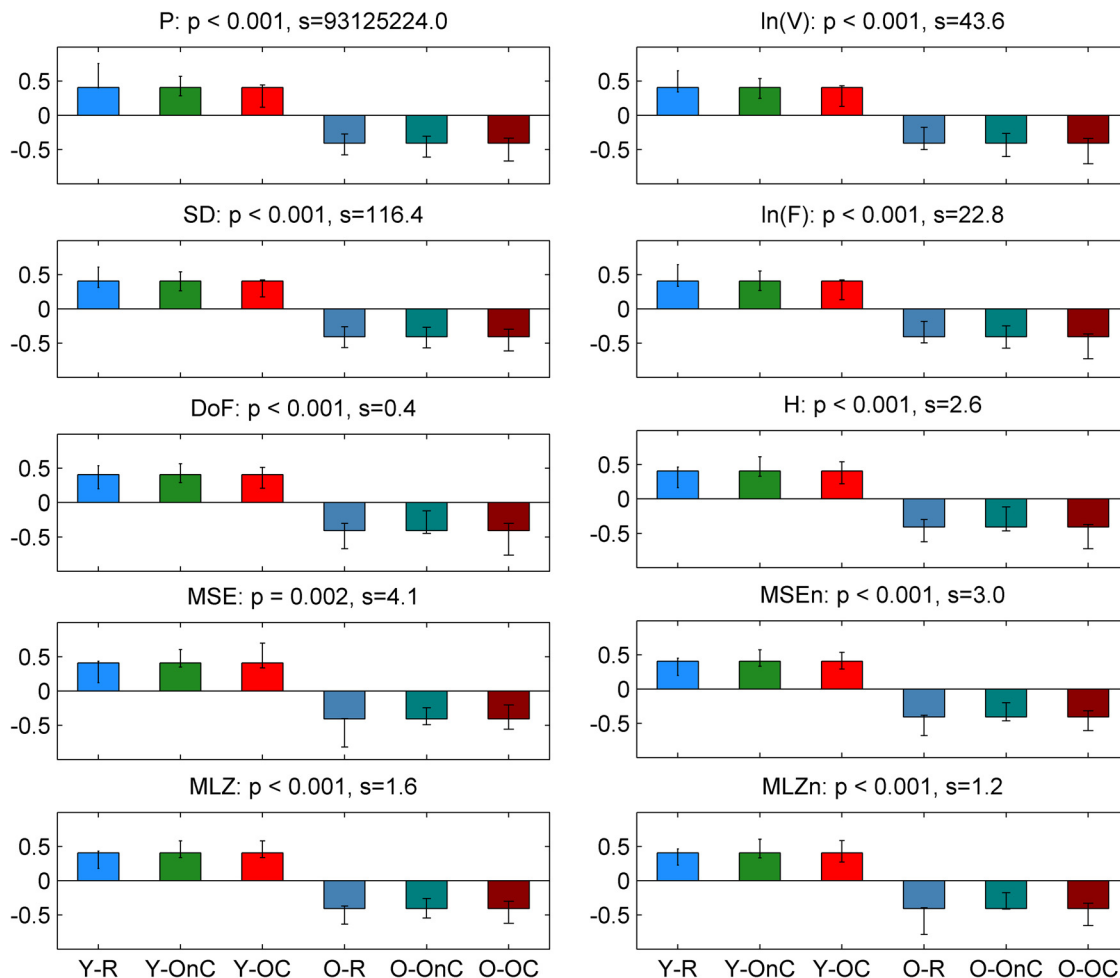 P: p < 0.001, s=93125224.0
0.5
0
-0.5
ln(V): p < 0.001, s=43.6
0.5
0
-0.5
SD: p < 0.001, s=116.4
0.5
0
-0.5
ln(F): p < 0.001, s=22.8
0.5
0
-0.5
DoF: p < 0.001, s=0.4
0.5
0
-0.5
H: p < 0.001, s=2.6
0.5
0
-0.5
MSE: p = 0.002, s=4.1
0.5
0
-0.5
MSEn: p < 0.001, s=3.0
0.5
0
-0.5
MLZ: p < 0.001, s=1.6
0.5
0
-0.5
Y-R Y-OnC Y-OC O-R O-OnC O-OC
MLZn: p < 0.001, s=1.2
0.5
0
-0.5
Y-R Y-OnC Y-OC O-R O-OnC O-OC